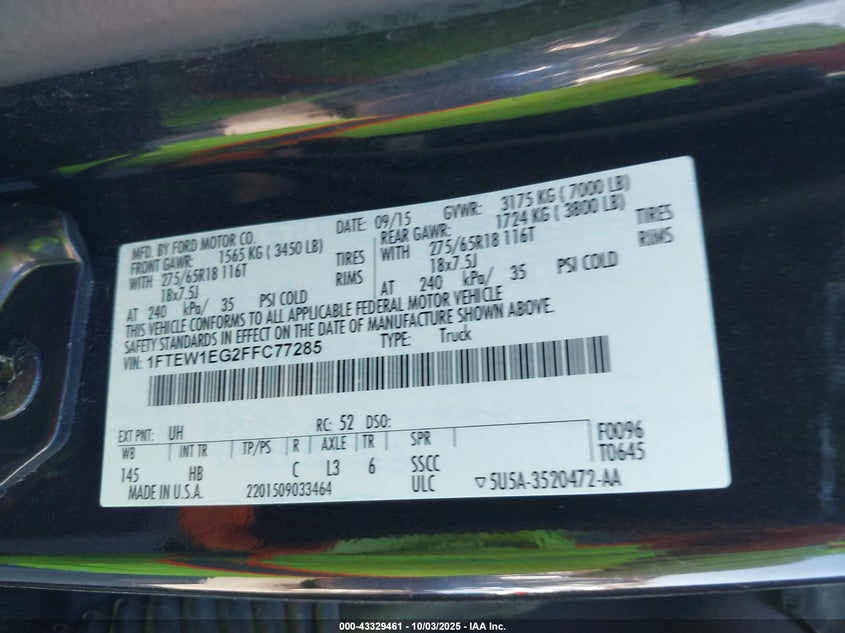 MFD. BY FORD MOTOR CO. DATE: 09/15 GVWR: 3175 KG ( 7000 LB)
FRONT GAWR: 1565 KG ( 3450 LB) REAR GAWR: 1724 KG ( 3800 LB)
WITH 275/65R18 116T TIRES WITH 275/65R18 116T TIRES
18x7.5J RIMS 18x7.5J RIMS
AT 240 kPa/ 35 PSI COLD AT 240 kPa/ 35 PSI COLD
THIS VEHICLE CONFORMS TO ALL APPLICABLE FEDERAL MOTOR VEHICLE
SAFETY STANDARDS IN EFFECT ON THE DATE OF MANUFACTURE SHOWN ABOVE.
VIN: 1FTEW1EG2FFC77285 TYPE: Truck
EXT PNT: UH RC: 52 DSO: F0096
WB INT TR TP/PS R AXLE TR SPR T0645
145 HB C L3 6 SSCC
MADE IN U.S.A. 2201509033464 ULC ▽5U5A-3520472-AA
000-43329461 - 10/03/2025 - IAA Inc.